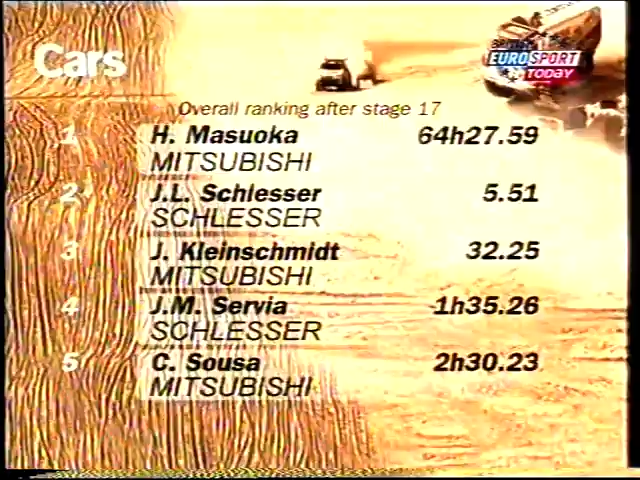 Cars
EUROSPORT
TODAY
Overall ranking after stage 17
1 H. Masuoka 64h27.59
MITSUBISHI
2 J.L. Schlesser 5.51
SCHLESSER
3 J. Kleinschmidt 32.25
MITSUBISHI
4 J.M. Servia 1h35.26
SCHLESSER
5 C. Sousa 2h30.23
MITSUBISHI